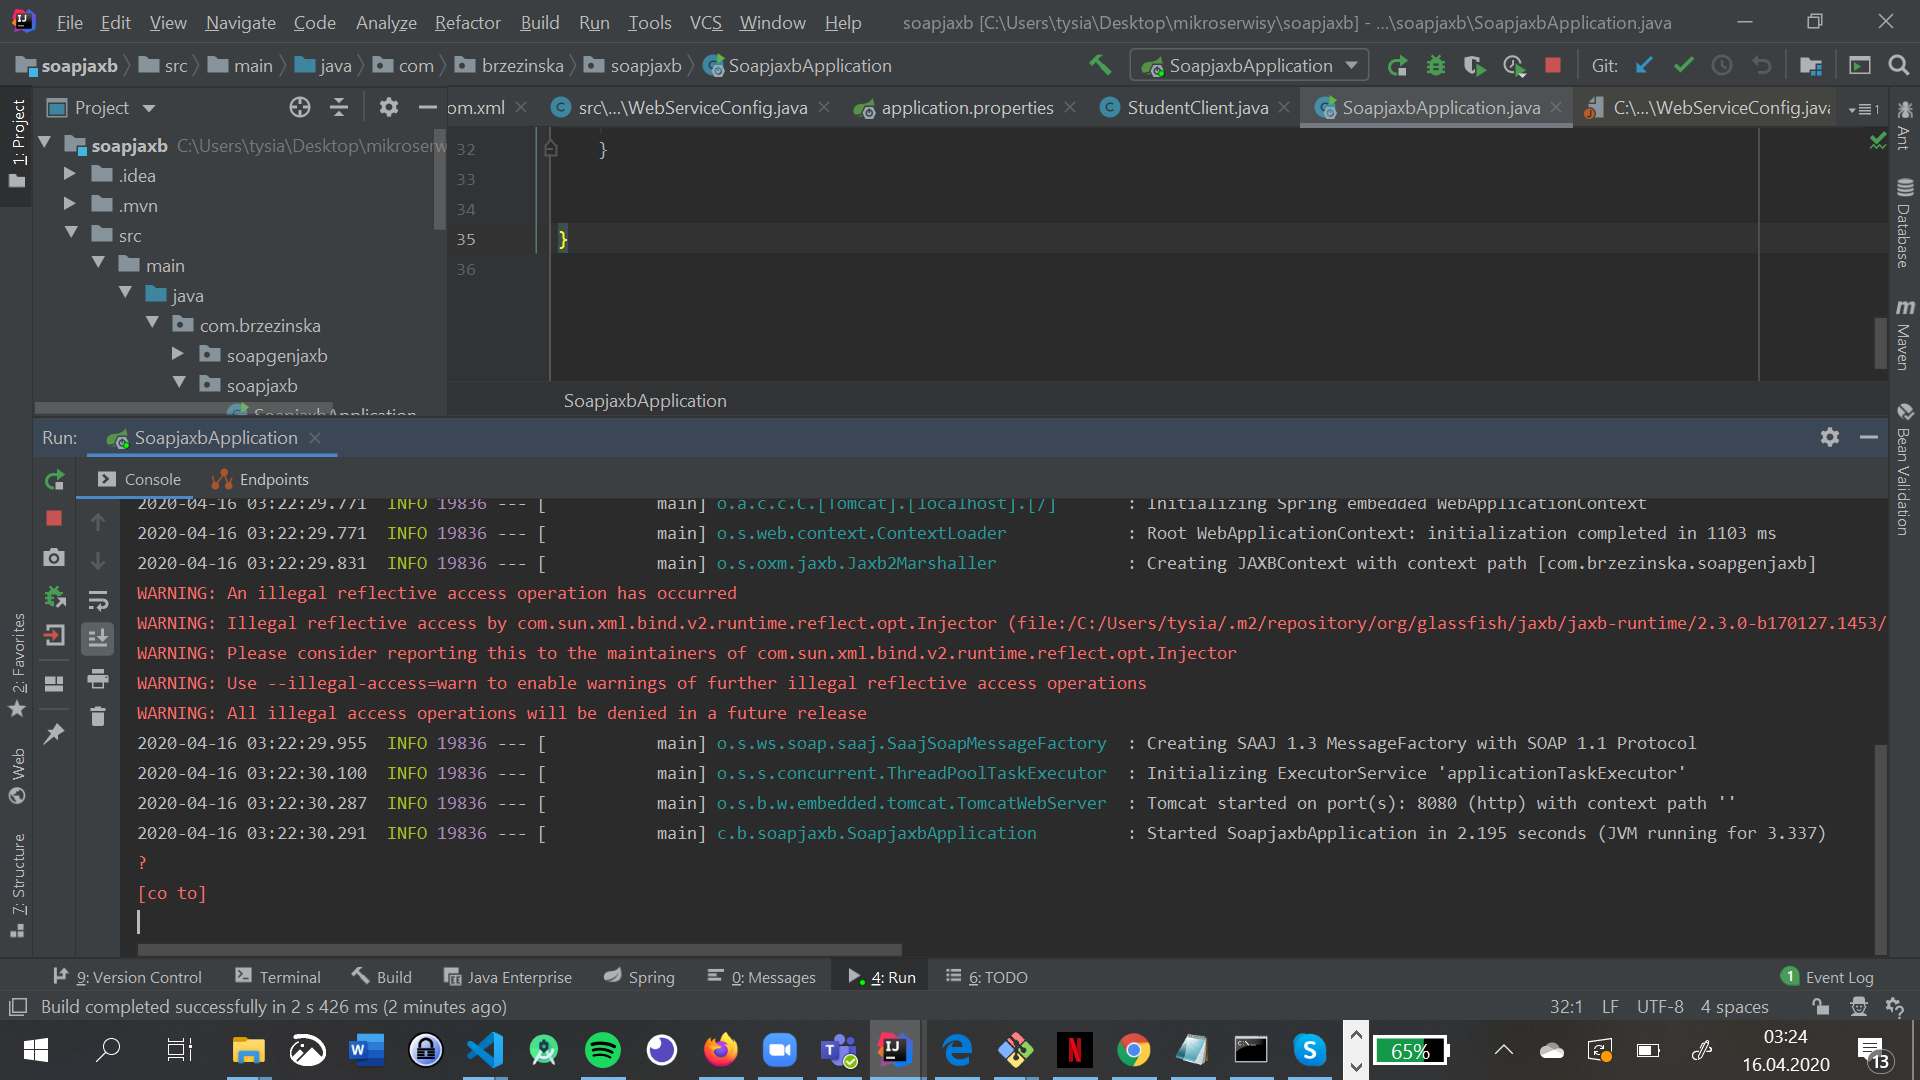 File Edit View Navigate Code Analyze Refactor Build Run Tools VCS Window Help soapjaxb [C:\Users\tysia\Desktop\mikroserwisy\soapjaxb] - ...\soapjaxb\SoapjaxbApplication.java
soapjaxb src main java com brzezinska soapjaxb SoapjaxbApplication SoapjaxbApplication Git:
Project om.xml src\...\WebServiceConfig.java application.properties StudentClient.java SoapjaxbApplication.java C:\...\WebServiceConfig.java 1
1: Project
soapjaxb C:\Users\tysia\Desktop\mikroserw
.idea
.mvn
src
main
java
com.brzezinska
soapgenjaxb
soapjaxb
SoapjaxbApplication
32 }
33
34
35 }
36
SoapjaxbApplication
Ant
Database
Maven
Bean Validation
Run: SoapjaxbApplication
Console Endpoints
2020-04-16 03:22:29.771 INFO 19836 --- [ main] o.a.c.c.C.[Tomcat].[localhost].[/] : Initializing Spring embedded WebApplicationContext
2020-04-16 03:22:29.771 INFO 19836 --- [ main] o.s.web.context.ContextLoader : Root WebApplicationContext: initialization completed in 1103 ms
2020-04-16 03:22:29.831 INFO 19836 --- [ main] o.s.oxm.jaxb.Jaxb2Marshaller : Creating JAXBContext with context path [com.brzezinska.soapgenjaxb]
WARNING: An illegal reflective access operation has occurred
WARNING: Illegal reflective access by com.sun.xml.bind.v2.runtime.reflect.opt.Injector (file:/C:/Users/tysia/.m2/repository/org/glassfish/jaxb/jaxb-runtime/2.3.0-b170127.1453/
WARNING: Please consider reporting this to the maintainers of com.sun.xml.bind.v2.runtime.reflect.opt.Injector
WARNING: Use --illegal-access=warn to enable warnings of further illegal reflective access operations
WARNING: All illegal access operations will be denied in a future release
2020-04-16 03:22:29.955 INFO 19836 --- [ main] o.s.ws.soap.saaj.SaajSoapMessageFactory : Creating SAAJ 1.3 MessageFactory with SOAP 1.1 Protocol
2020-04-16 03:22:30.100 INFO 19836 --- [ main] o.s.s.concurrent.ThreadPoolTaskExecutor : Initializing ExecutorService 'applicationTaskExecutor'
2020-04-16 03:22:30.287 INFO 19836 --- [ main] o.s.b.w.embedded.tomcat.TomcatWebServer : Tomcat started on port(s): 8080 (http) with context path ''
2020-04-16 03:22:30.291 INFO 19836 --- [ main] c.b.soapjaxb.SoapjaxbApplication : Started SoapjaxbApplication in 2.195 seconds (JVM running for 3.337)
?
[co to]
2: Favorites
Web
7: Structure
9: Version Control Terminal Build Java Enterprise Spring 0: Messages 4: Run 6: TODO 1 Event Log
Build completed successfully in 2 s 426 ms (2 minutes ago) 32:1 LF UTF-8 4 spaces
65% 03:24
16.04.2020 13